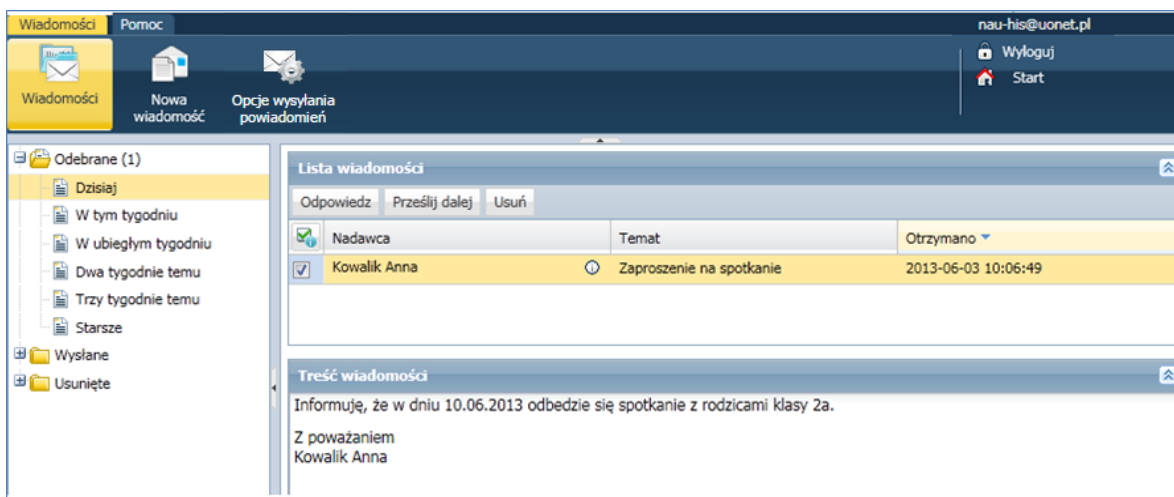 Wiadomości Pomoc nau-his@uonet.pl
Wyloguj
Start
Wiadomości
Nowa
wiadomość
Opcje wysyłania
powiadomień
Odebrane (1)
Dzisiaj
W tym tygodniu
W ubiegłym tygodniu
Dwa tygodnie temu
Trzy tygodnie temu
Starsze
Wysłane
Usunięte
Lista wiadomości
Odpowiedz Prześlij dalej Usuń
Nadawca Temat Otrzymano
Kowalik Anna Zaproszenie na spotkanie 2013-06-03 10:06:49
Treść wiadomości
Informuję, że w dniu 10.06.2013 odbedzie się spotkanie z rodzicami klasy 2a.
Z poważaniem
Kowalik Anna